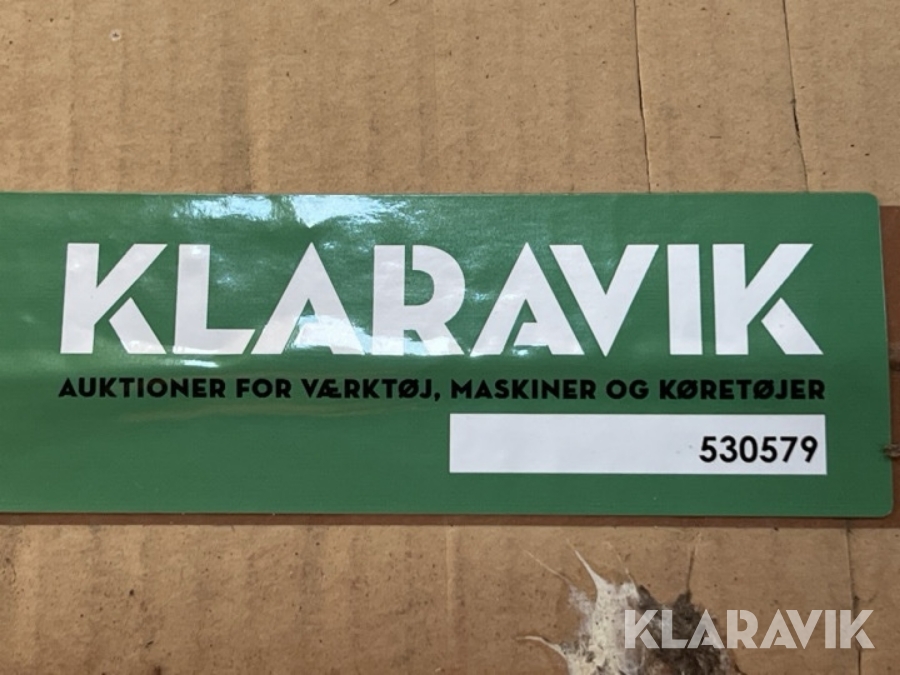 KLARAVIK
AUKTIONER FOR VÆRKTØJ, MASKINER OG KØRETØJER
530579
KLARAVIK